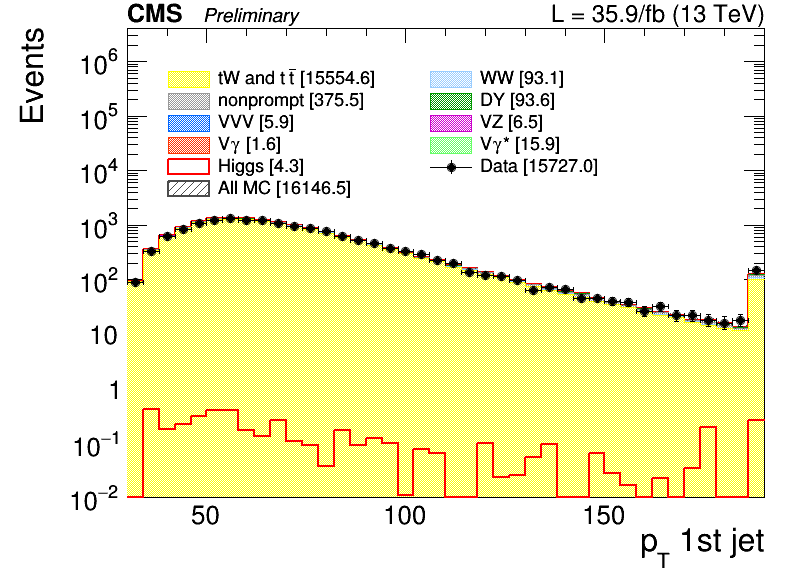 CMS Preliminary L = 35.9/fb (13 TeV)
Events
10⁶
10⁵
10⁴
10³
10²
10
1
10⁻¹
10⁻²
tW and t t̄ [15554.6] WW [93.1]
nonprompt [375.5] DY [93.6]
VVV [5.9] VZ [6.5]
Vγ [1.6] Vγ* [15.9]
Higgs [4.3] Data [15727.0]
All MC [16146.5]
50 100 150
p_T 1st jet